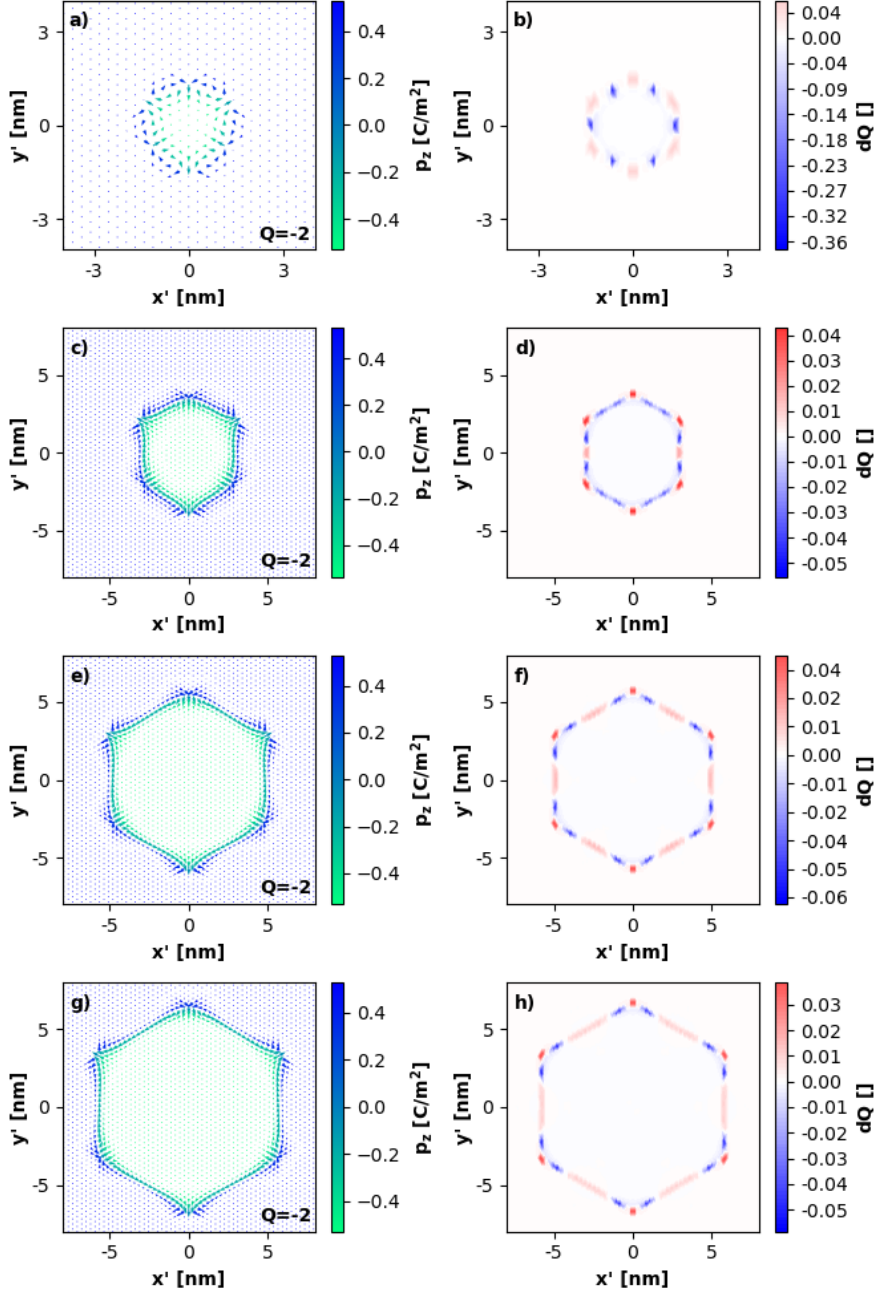 a)
3
0
-3
y' [nm]
-3 0 3
x' [nm]
Q=-2
0.4
0.2
0.0
−0.2
−0.4
p_z [C/m²]
b)
3
0
-3
y' [nm]
-3 0 3
x' [nm]
0.04
0.00
-0.04
-0.09
-0.14
-0.18
-0.23
-0.27
-0.32
-0.36
dQ []
c)
5
0
-5
y' [nm]
-5 0 5
x' [nm]
Q=-2
0.4
0.2
0.0
−0.2
−0.4
p_z [C/m²]
d)
5
0
-5
y' [nm]
-5 0 5
x' [nm]
0.04
0.03
0.02
0.01
0.00
-0.01
-0.02
-0.03
-0.04
-0.05
dQ []
e)
5
0
-5
y' [nm]
-5 0 5
x' [nm]
Q=-2
0.4
0.2
0.0
−0.2
−0.4
p_z [C/m²]
f)
5
0
-5
y' [nm]
-5 0 5
x' [nm]
0.04
0.03
0.02
0.01
0.00
-0.01
-0.02
-0.03
-0.04
-0.05
-0.06
dQ []
g)
5
0
-5
y' [nm]
-5 0 5
x' [nm]
Q=-2
0.4
0.2
0.0
−0.2
−0.4
p_z [C/m²]
h)
5
0
-5
y' [nm]
-5 0 5
x' [nm]
0.03
0.02
0.01
0.00
-0.01
-0.02
-0.03
-0.04
-0.05
dQ []